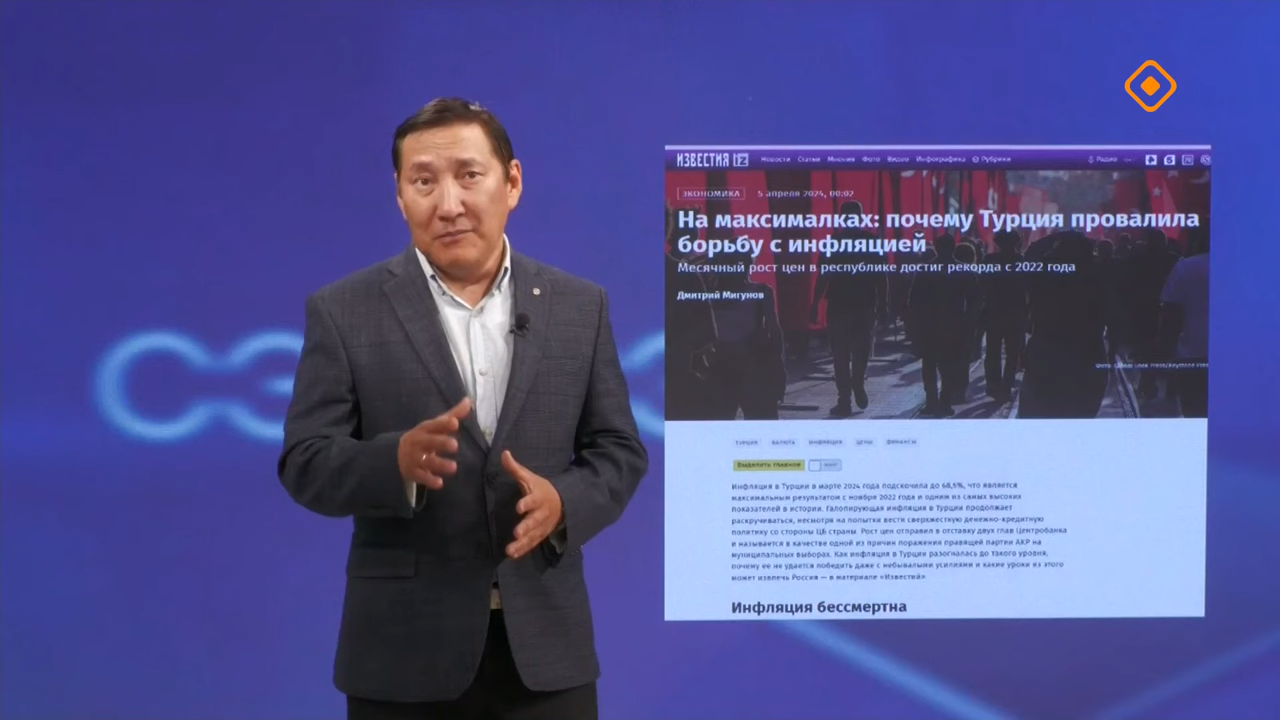 ИЗВЕСТИЯ IZ Новости Статьи Мнения Фото Видео Инфографика Рубрики Радио
ЭКОНОМИКА 5 апреля 2024, 00:02
На максималках: почему Турция провалила
борьбу с инфляцией
Месячный рост цен в республике достиг рекорда с 2022 года
Дмитрий Мигунов
ТУРЦИЯ ВАЛЮТА ИНФЛЯЦИЯ ЦЕНЫ ФИНАНСЫ
Выделить главное
Инфляция в Турции в марте 2024 года подскочила до 68,5%, что является
максимальным результатом с ноября 2022 года и одним из самых высоких
показателей в истории. Галопирующая инфляция в Турции продолжает
раскручиваться, несмотря на попытки вести сверхжесткую денежно-кредитную
политику со стороны ЦБ страны. Рост цен отправил в отставку двух глав Центробанка
и называется в качестве одной из причин поражения правящей партии АКР на
муниципальных выборах. Как инфляция в Турции разогналась до такого уровня,
почему ее не удается победить даже с небывалыми усилиями и какие уроки из этого
может извлечь Россия — в материале «Известий»
Инфляция бессмертна